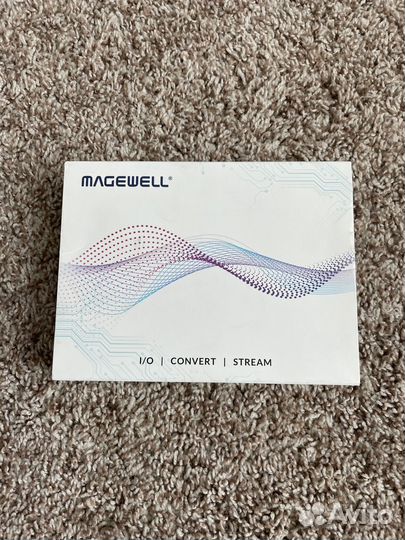 MAGEWELL®
I/O | CONVERT | STREAM
Avito